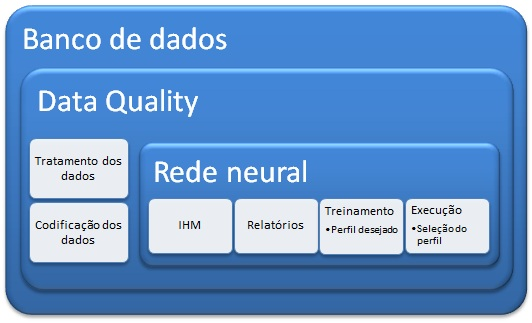 Banco de dados
Data Quality
Tratamento dos
dados
Codificação dos
dados
Rede neural
IHM
Relatórios
Treinamento
•Perfil desejado
Execução
•Seleção do
perfil